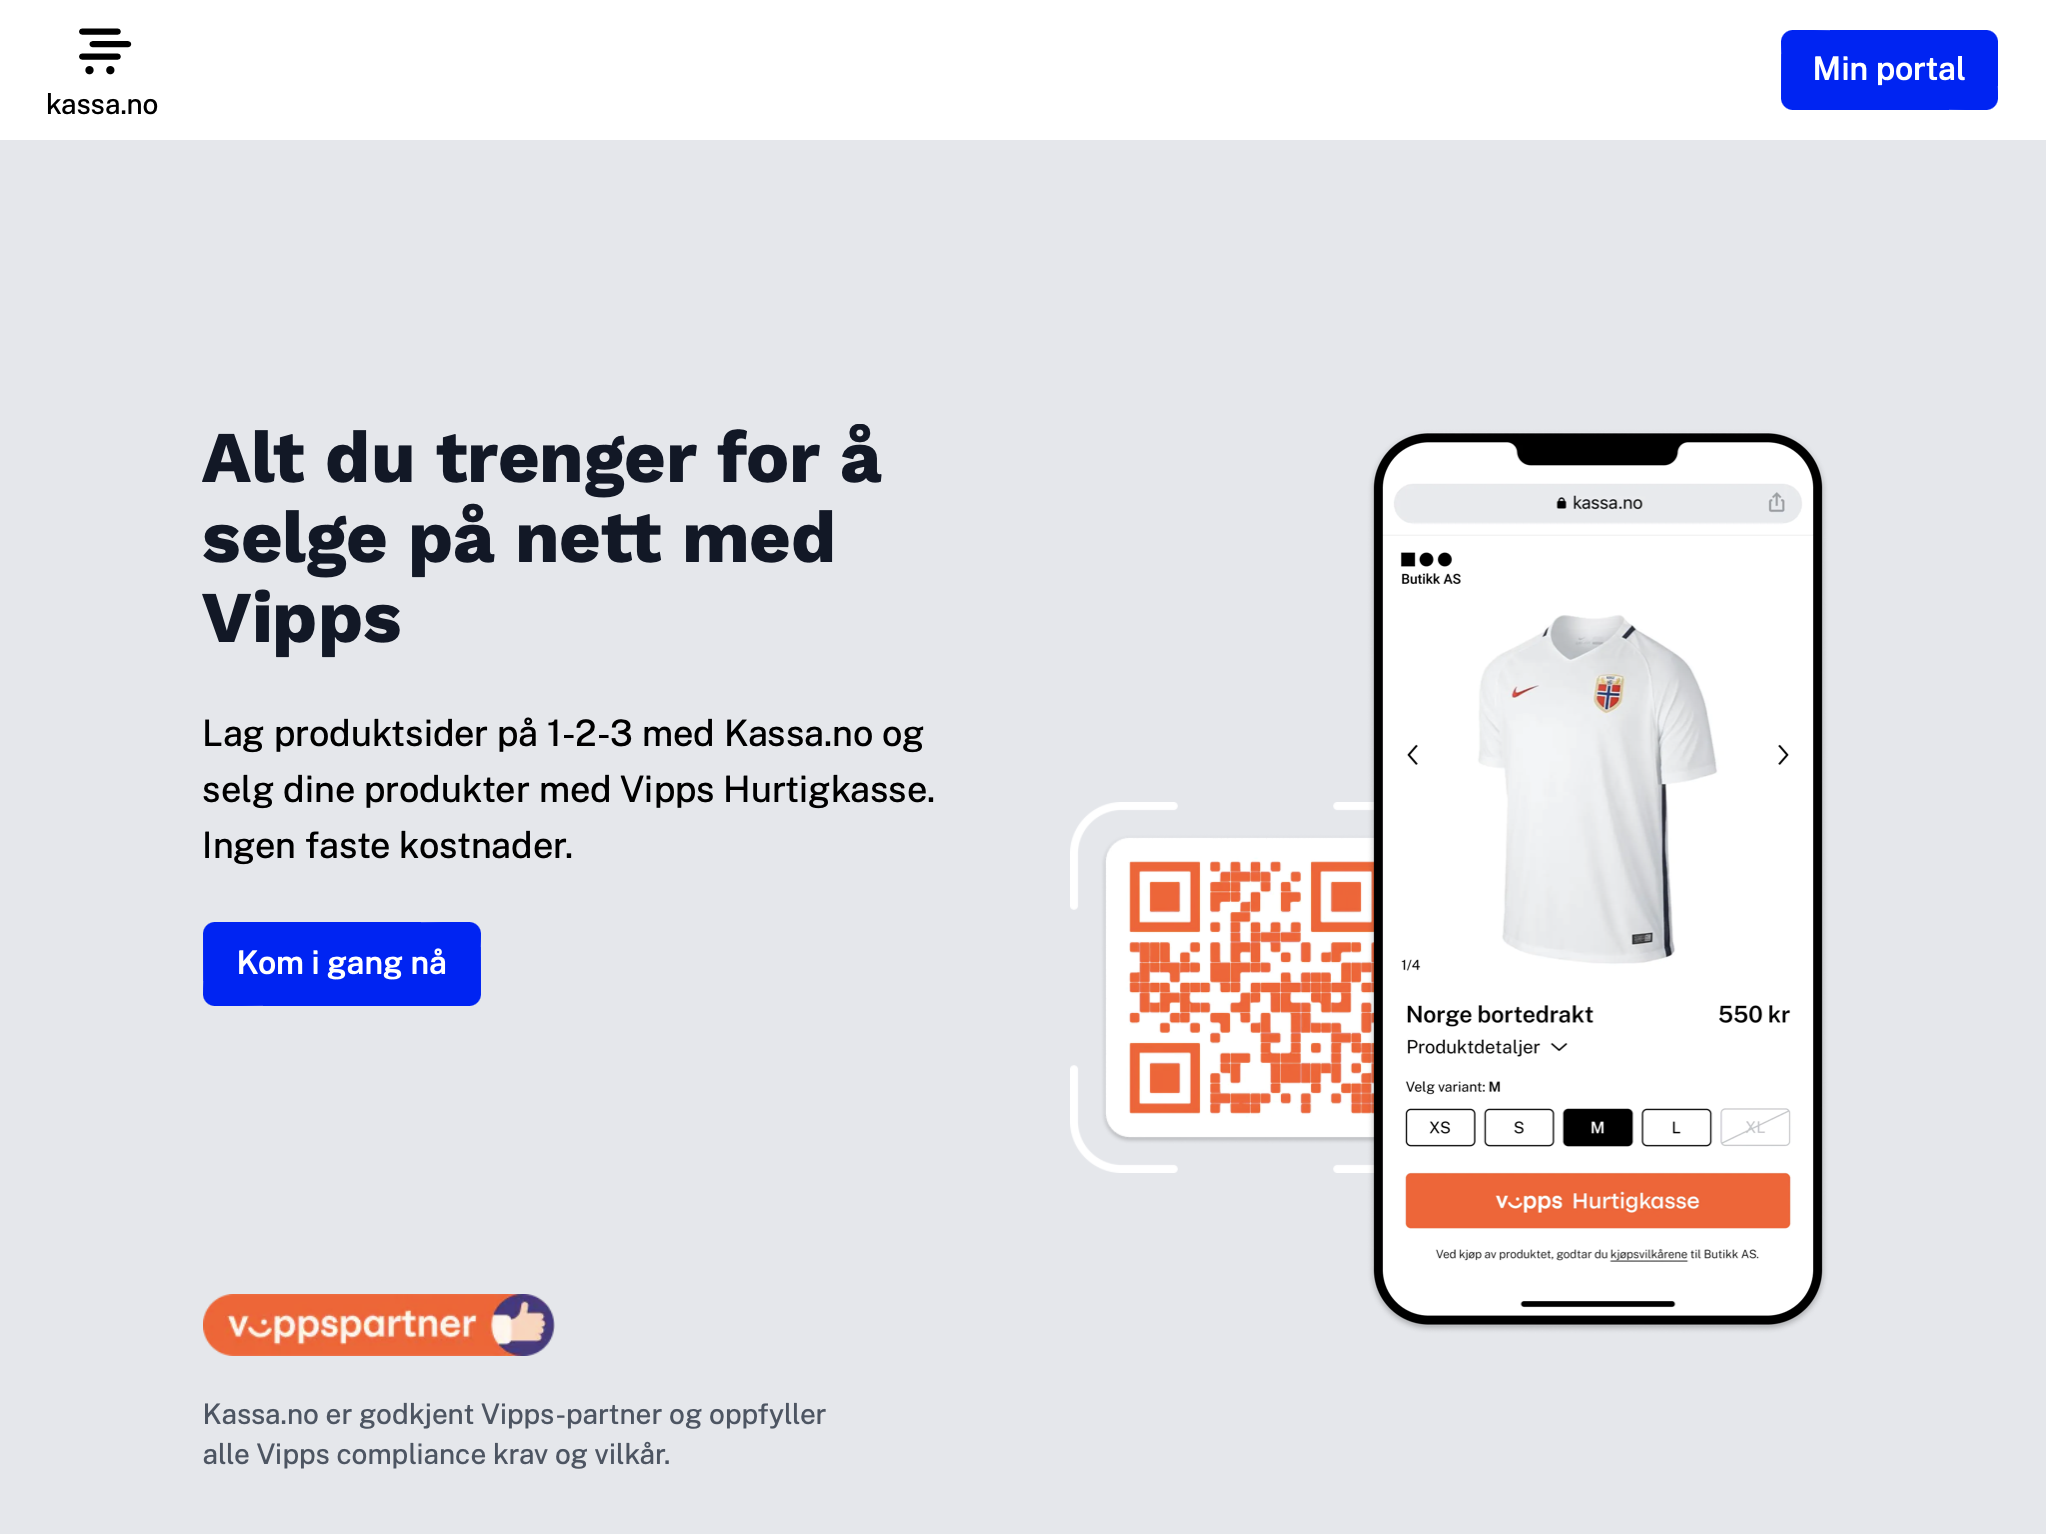 kassa.no
Min portal
Alt du trenger for å
selge på nett med
Vipps
Lag produktsider på 1-2-3 med Kassa.no og
selg dine produkter med Vipps Hurtigkasse.
Ingen faste kostnader.
Kom i gang nå
vippspartner
Kassa.no er godkjent Vipps-partner og oppfyller
alle Vipps compliance krav og vilkår.
kassa.no
Butikk AS
1/4
Norge bortedrakt 550 kr
Produktdetaljer
Velg variant: M
XS S M L XL
vipps Hurtigkasse
Ved kjøp av produktet, godtar du kjøpsvilkårene til Butikk AS.